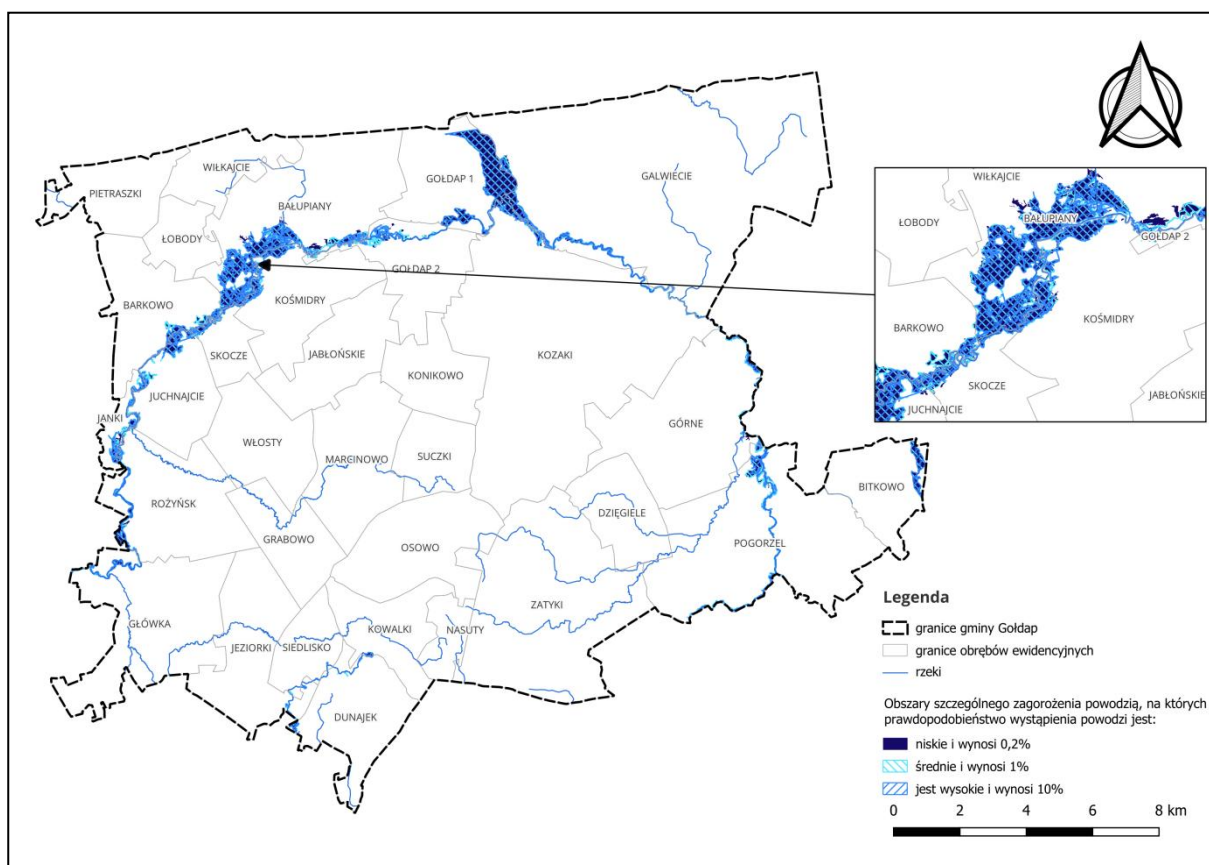 WIŁKAJCIE
PIETRASZKI
GOŁDAP 1
GALWIECIE
BAŁUPIANY
ŁOBODY
GOŁDAP 2
BARKOWO
KOŚMIDRY
SKOCZE
JABŁOŃSKIE
KOZAKI
KONIKOWO
JUCHNAJCIE
JANKI
GÓRNE
WŁOSTY
MARCINOWO
SUCZKI
ROŻYŃSK
BITKOWO
DZIĘGIELE
GRABOWO
OSOWO
POGORZEL
ZATYKI
GŁÓWKA
KOWALKI
NASUTY
JEZIORKI
SIEDLISKO
DUNAJEK
WIŁKAJCIE
ŁOBODY
BAŁUPIANY
GOŁDAP 2
BARKOWO
KOŚMIDRY
SKOCZE
JABŁOŃSKIE
JUCHNAJCIE
Legenda
granice gminy Gołdap
granice obrębów ewidencyjnych
rzeki
Obszary szczególnego zagrożenia powodzią, na których
prawdopodobieństwo wystąpienia powodzi jest:
niskie i wynosi 0,2%
średnie i wynosi 1%
jest wysokie i wynosi 10%
0 2 4 6 8 km